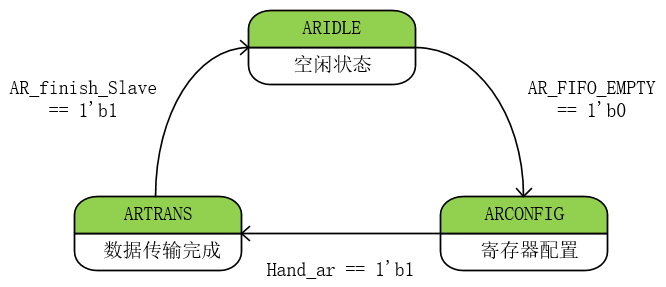 ARIDLE
空闲状态
AR_finish_Slave
== 1'b1
AR_FIFO_EMPTY
== 1'b0
ARTRANS
数据传输完成
ARCONFIG
寄存器配置
Hand_ar == 1'b1